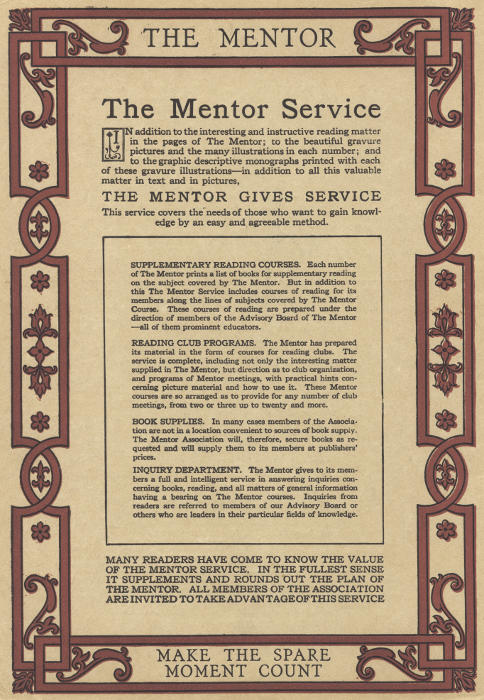 THE MENTOR
The Mentor Service
IN addition to the interesting and instructive reading matter
in the pages of The Mentor; to the beautiful gravure
pictures and the many illustrations in each number; and
to the graphic descriptive monographs printed with each
of these gravure illustrations—in addition to all this valuable
matter in text and in pictures,
THE MENTOR GIVES SERVICE
This service covers the needs of those who want to gain knowl-
edge by an easy and agreeable method.
SUPPLEMENTARY READING COURSES. Each number
of The Mentor prints a list of books for supplementary reading
on the subject covered by The Mentor. But in addition to
this The Mentor Service includes courses of reading for its
members along the lines of subjects covered by The Mentor
Course. These courses of reading are prepared under the
direction of members of the Advisory Board of The Mentor
—all of them prominent educators.
READING CLUB PROGRAMS. The Mentor has prepared
its material in the form of courses for reading clubs. The
service is complete, including not only the interesting matter
supplied in The Mentor, but direction as to club organization,
and programs of Mentor meetings, with practical hints con-
cerning picture material and how to use it. These Mentor
courses are so arranged as to provide for any number of club
meetings, from two or three up to twenty and more.
BOOK SUPPLIES. In many cases members of the Associa-
tion are not in a location convenient to sources of book supply.
The Mentor Association will, therefore, secure books as re-
quested and will supply them to its members at publishers'
prices.
INQUIRY DEPARTMENT. The Mentor gives to its mem-
bers a full and intelligent service in answering inquiries con-
cerning books, reading, and all matters of general information
having a bearing on The Mentor courses. Inquiries from
readers are referred to members of our Advisory Board or
others who are leaders in their particular fields of knowledge.
MANY READERS HAVE COME TO KNOW THE VALUE
OF THE MENTOR SERVICE. IN THE FULLEST SENSE
IT SUPPLEMENTS AND ROUNDS OUT THE PLAN OF
THE MENTOR. ALL MEMBERS OF THE ASSOCIATION
ARE INVITED TO TAKE ADVANTAGE OF THIS SERVICE
MAKE THE SPARE
MOMENT COUNT